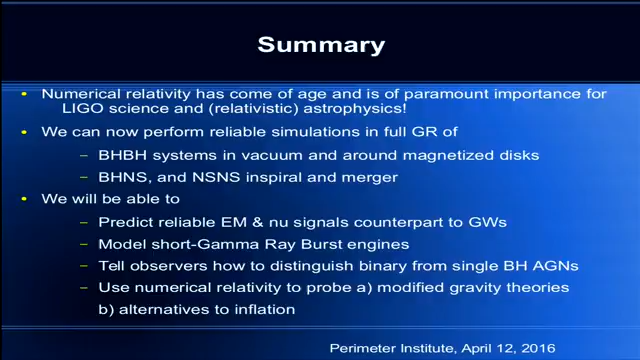 Summary
• Numerical relativity has come of age and is of paramount importance for
LIGO science and (relativistic) astrophysics!
• We can now perform reliable simulations in full GR of
– BHBH systems in vacuum and around magnetized disks
– BHNS, and NSNS inspiral and merger
• We will be able to
– Predict reliable EM & nu signals counterpart to GWs
– Model short-Gamma Ray Burst engines
– Tell observers how to distinguish binary from single BH AGNs
– Use numerical relativity to probe a) modified gravity theories
b) alternatives to inflation
Perimeter Institute, April 12, 2016